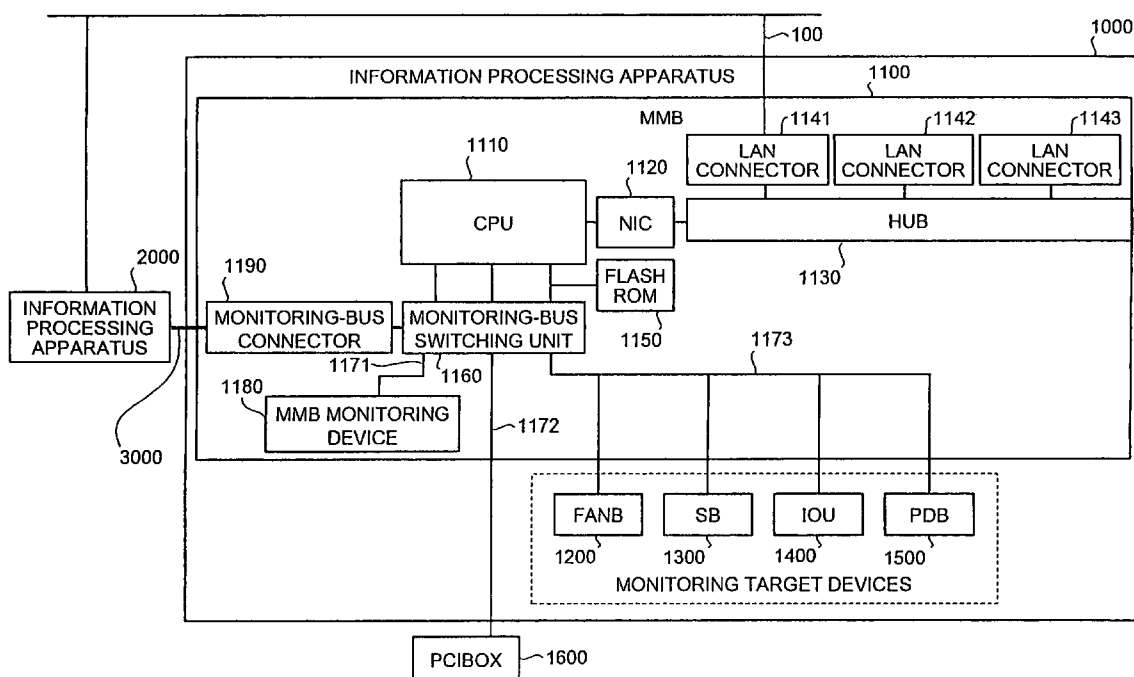 100
1000
INFORMATION PROCESSING APPARATUS
1100
MMB
1141
1142
1143
LAN
CONNECTOR
LAN
CONNECTOR
LAN
CONNECTOR
1110
1120
CPU
NIC
HUB
1130
2000
1190
FLASH
ROM
1150
INFORMATION
PROCESSING
APPARATUS
MONITORING-BUS
CONNECTOR
MONITORING-BUS
SWITCHING UNIT
1171
1160
1173
1180
MMB MONITORING
DEVICE
1172
3000
FANB
SB
IOU
PDB
1200
1300
1400
1500
MONITORING TARGET DEVICES
PCIBOX
1600